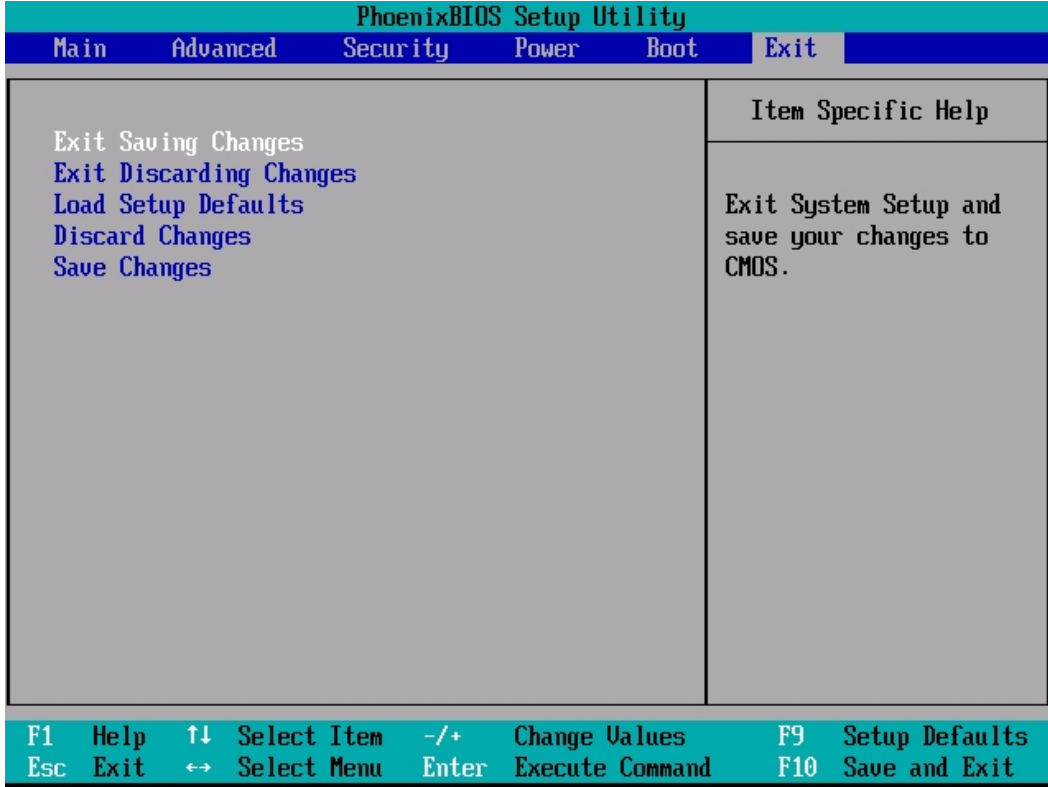 PhoenixBIOS Setup Utility
Main Advanced Security Power Boot Exit
Exit Saving Changes
Exit Discarding Changes
Load Setup Defaults
Discard Changes
Save Changes
Item Specific Help
Exit System Setup and
save your changes to
CMOS.
F1 Help ↑↓ Select Item -/+ Change Values F9 Setup Defaults
Esc Exit ↔ Select Menu Enter Execute Command F10 Save and Exit